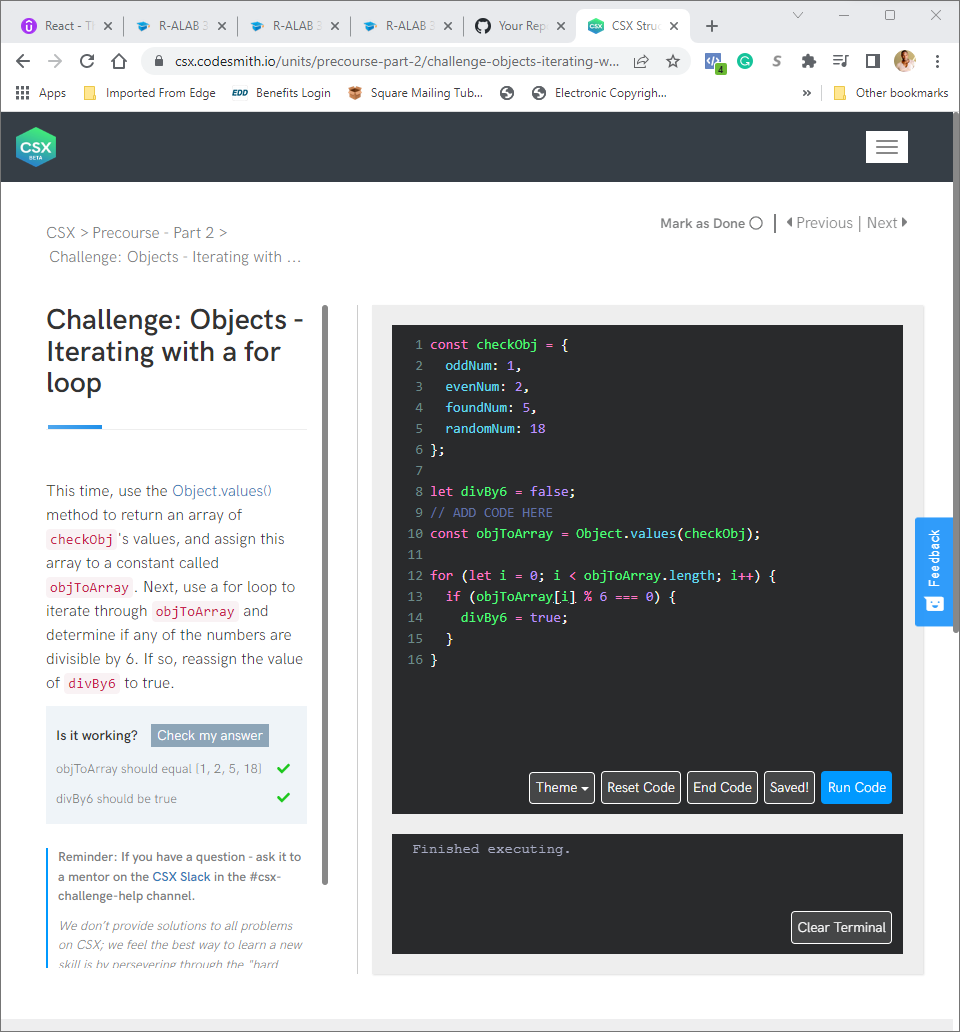 React - T
R-ALAB 3
R-ALAB 3
R-ALAB 3
Your Rep
CSX Stru
csx.codesmith.io/units/precourse-part-2/challenge-objects-iterating-w...
4
S
Apps
Imported From Edge
EDD Benefits Login
Square Mailing Tub...
Electronic Copyrigh...
»
Other bookmarks
CSX
BETA
Mark as Done
Previous | Next
CSX > Precourse - Part 2 >
Challenge: Objects - Iterating with ...
Challenge: Objects -
Iterating with a for
loop
This time, use the Object.values()
method to return an array of
checkObj 's values, and assign this
array to a constant called
objToArray . Next, use a for loop to
iterate through objToArray and
determine if any of the numbers are
divisible by 6. If so, reassign the value
of divBy6 to true.
Is it working? Check my answer
objToArray should equal [1, 2, 5, 18]
divBy6 should be true
Reminder: If you have a question - ask it to
a mentor on the CSX Slack in the #csx-
challenge-help channel.
We don't provide solutions to all problems
on CSX; we feel the best way to learn a new
skill is by persevering through the "hard
1 const checkObj = {
2 oddNum: 1,
3 evenNum: 2,
4 foundNum: 5,
5 randomNum: 18
6 };
7
8 let divBy6 = false;
9 // ADD CODE HERE
10 const objToArray = Object.values(checkObj);
11
12 for (let i = 0; i < objToArray.length; i++) {
13 if (objToArray[i] % 6 === 0) {
14 divBy6 = true;
15 }
16 }
Theme
Reset Code
End Code
Saved!
Run Code
Finished executing.
Clear Terminal
Feedback